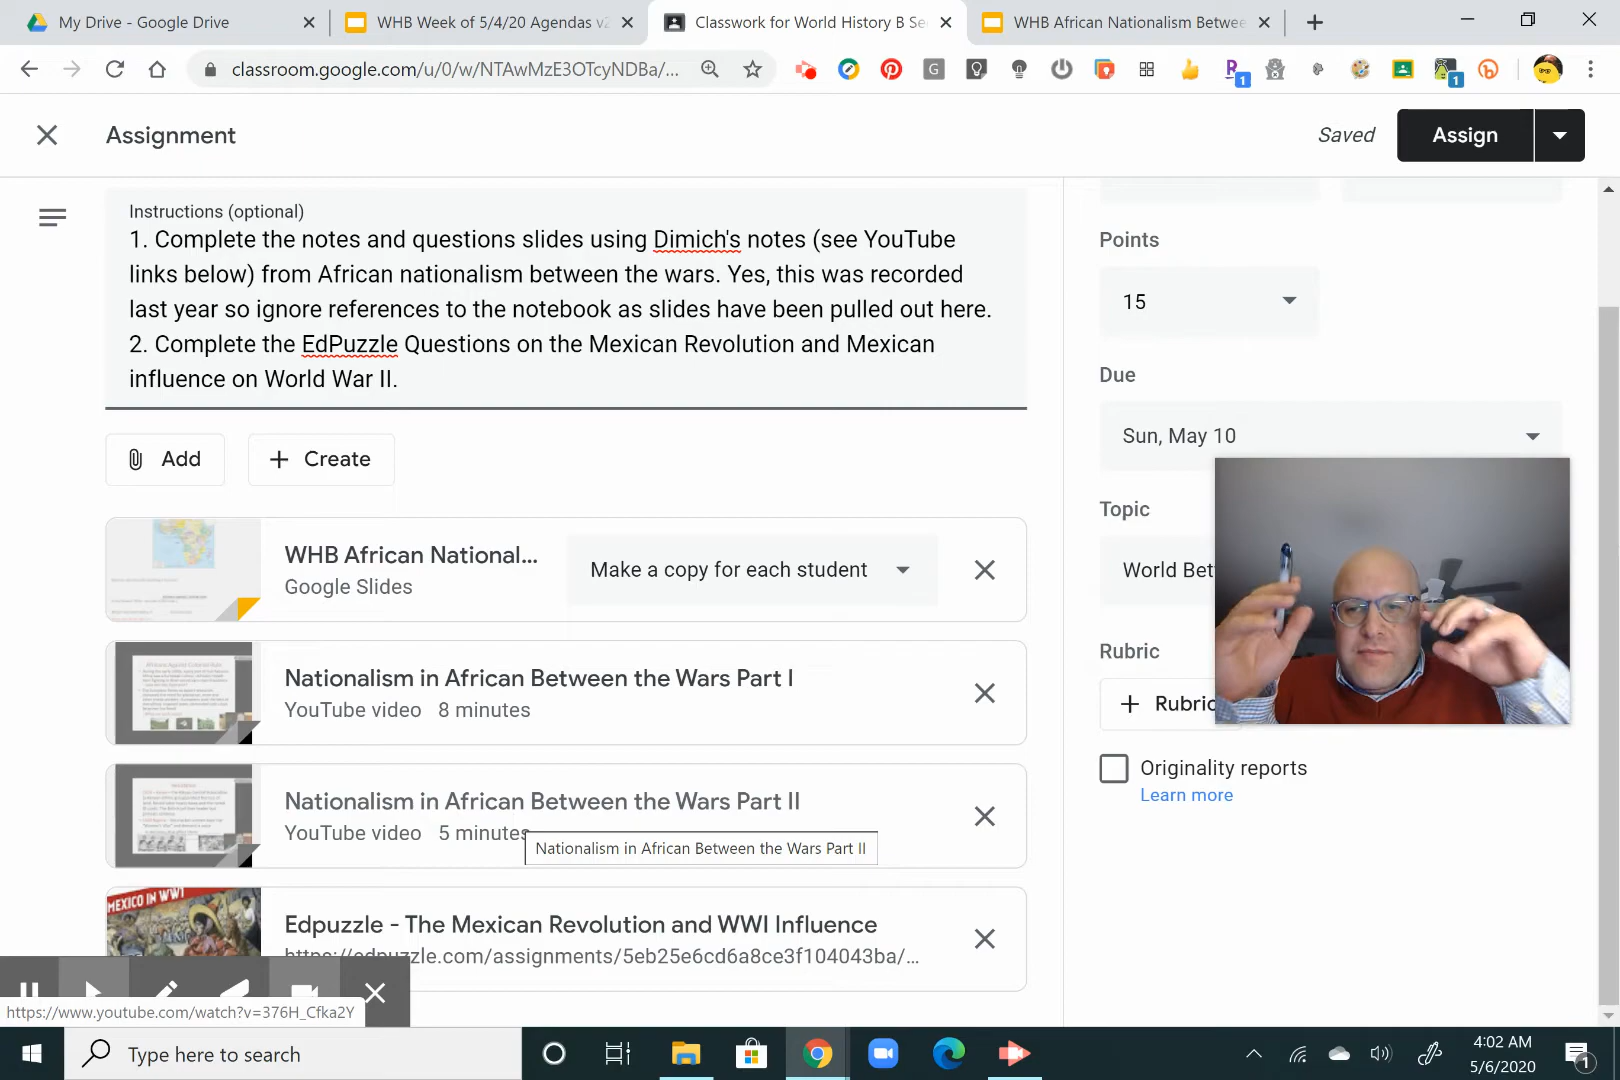 My Drive - Google Drive
WHB Week of 5/4/20 Agendas v2
Classwork for World History B Se
WHB African Nationalism Betwee
classroom.google.com/u/0/w/NTAwMzE3OTcyNDBa/...
G
1
1
Assignment
Saved
Assign
Instructions (optional)
1. Complete the notes and questions slides using Dimich's notes (see YouTube
links below) from African nationalism between the wars. Yes, this was recorded
last year so ignore references to the notebook as slides have been pulled out here.
2. Complete the EdPuzzle Questions on the Mexican Revolution and Mexican
influence on World War II.
Add
Create
WHB African National...
Google Slides
Make a copy for each student
Nationalism in African Between the Wars Part I
YouTube video 8 minutes
Nationalism in African Between the Wars Part II
YouTube video 5 minutes
Nationalism in African Between the Wars Part II
MEXICO IN WWI
Edpuzzle - The Mexican Revolution and WWI Influence
https://edpuzzle.com/assignments/5eb25e6cd6a8ce3f104043ba/...
Points
15
Due
Sun, May 10
Topic
World Bet
Rubric
Rubric
Originality reports
Learn more
https://www.youtube.com/watch?v=376H_Cfka2Y
Type here to search
4:02 AM
5/6/2020
1